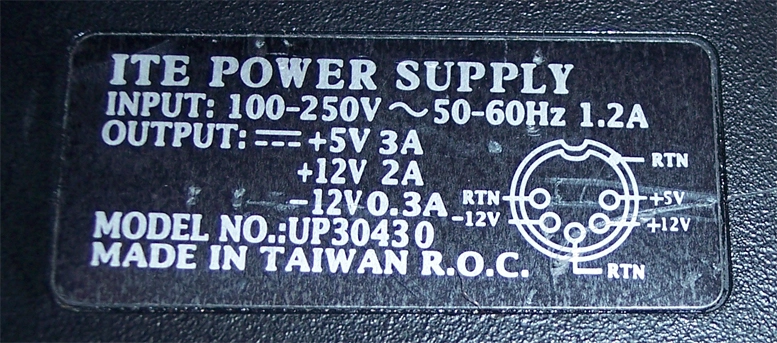 ITE POWER SUPPLY
INPUT: 100-250V ~ 50-60Hz 1.2A
OUTPUT: ⎓ +5V 3A
+12V 2A
-12V 0.3A
MODEL NO.:UP30430
MADE IN TAIWAN R.O.C.
RTN
RTN
+5V
-12V
+12V
RTN